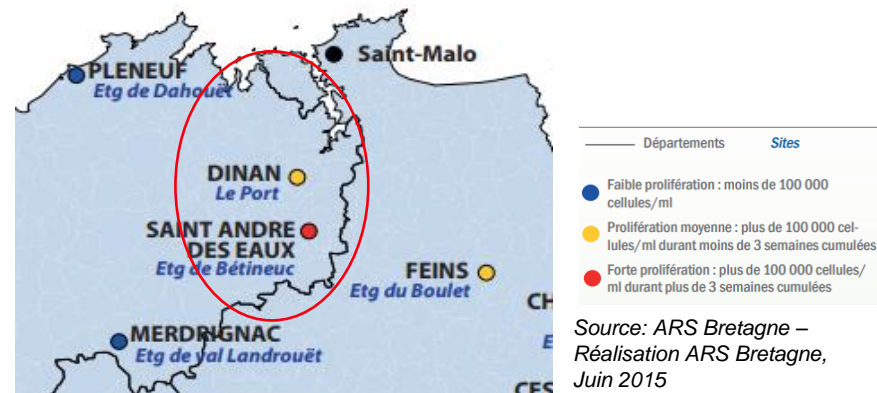 Saint-Malo
PLENEUF
Etg de Dahouët
DINAN
Le Port
SAINT ANDRE
DES EAUX
Etg de Bétineuc
FEINS
Etg du Boulet
CH
MERDRIGNAC
E
Etg de val Landrouët
CES
Départements Sites
Faible prolifération : moins de 100 000
cellules/ml
Prolifération moyenne : plus de 100 000 cel-
lules/ml durant moins de 3 semaines cumulées
Forte prolifération : plus de 100 000 cellules/
ml durant plus de 3 semaines cumulées
Source: ARS Bretagne –
Réalisation ARS Bretagne,
Juin 2015